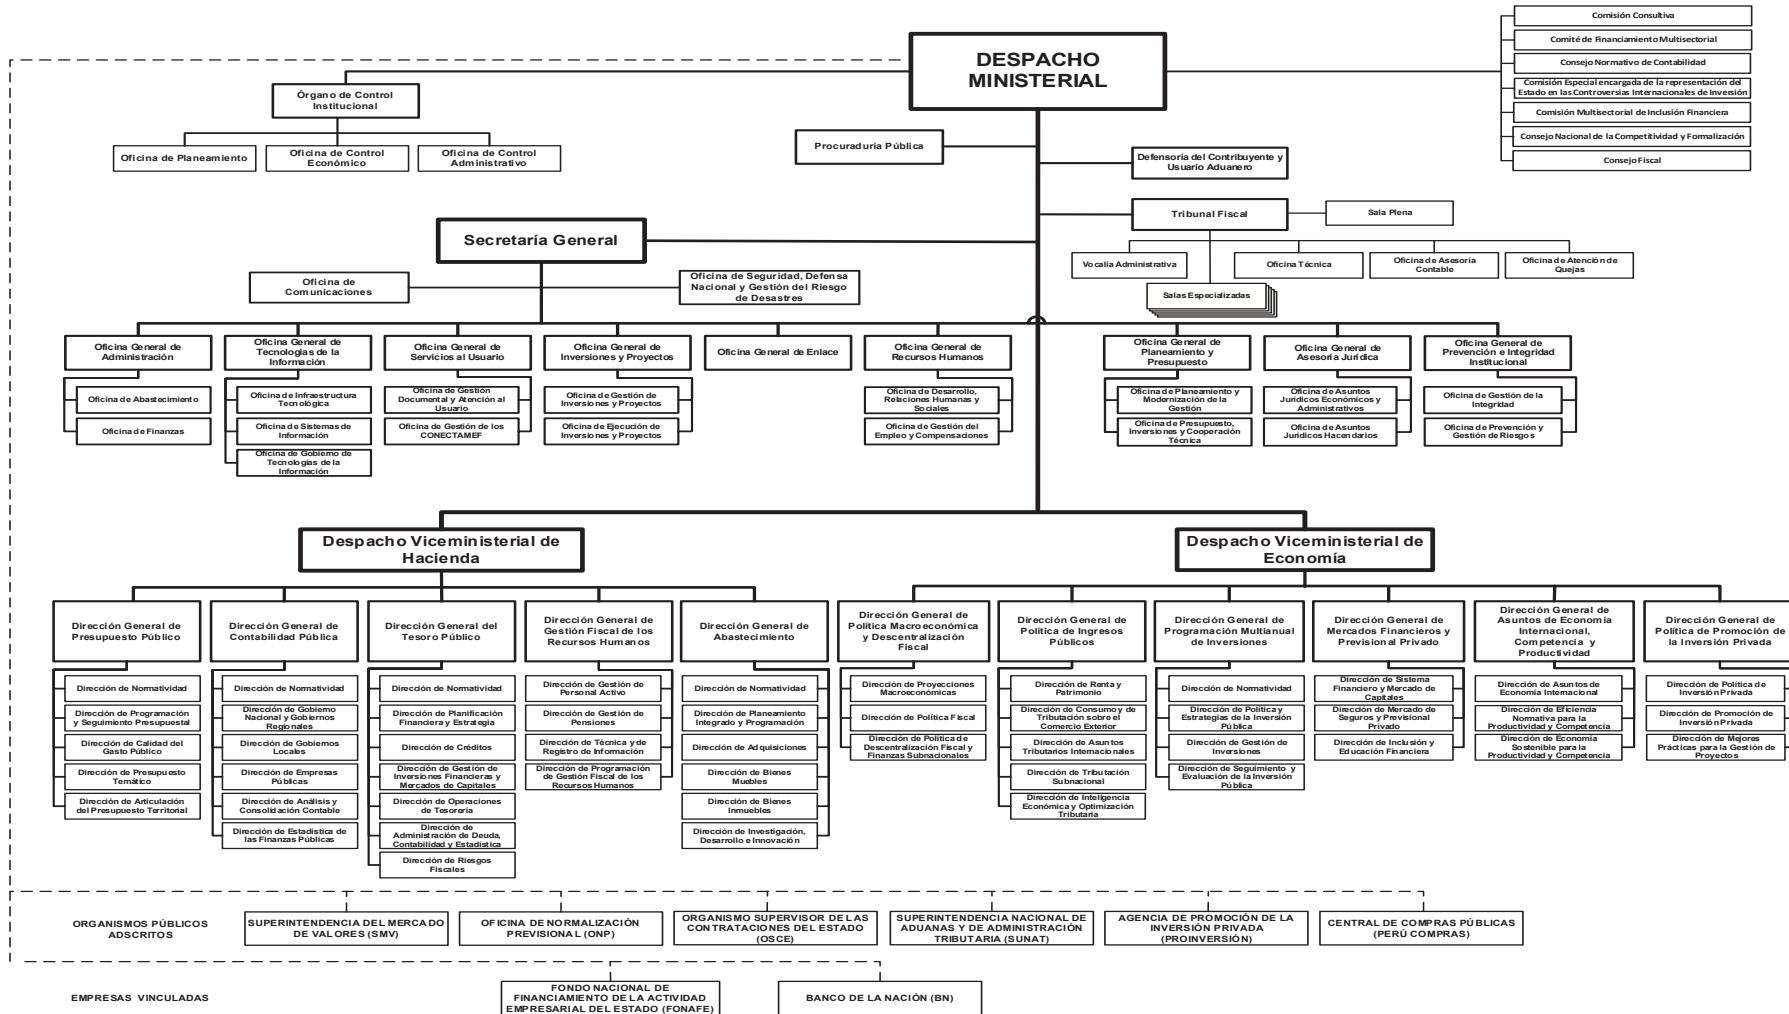 Comisión Consultiva
Comité de Financiamiento Multisectorial
Consejo Normativo de Contabilidad
Comisión Especial encargada de la representación del
Estado en las Controversias Internacionales de Inversión
Comisión Multisectorial de Inclusión Financiera
Consejo Nacional de la Competitividad y Formalización
Consejo Fiscal
DESPACHO
MINISTERIAL
Órgano de Control
Institucional
Oficina de Planeamiento
Oficina de Control
Económico
Oficina de Control
Administrativo
Procuraduría Pública
Defensoría del Contribuyente y
Usuario Aduanero
Tribunal Fiscal
Sala Plena
Vocalía Administrativa
Oficina Técnica
Oficina de Asesoría
Contable
Oficina de Atención de
Quejas
Salas Especializadas
Secretaría General
Oficina de
Comunicaciones
Oficina de Seguridad, Defensa
Nacional y Gestión del Riesgo
de Desastres
Oficina General de
Administración
Oficina de Abastecimiento
Oficina de Finanzas
Oficina General de
Tecnologías de la
Información
Oficina de Infraestructura
Tecnológica
Oficina de Sistemas de
Información
Oficina de Gobierno de
Tecnologías de la
Información
Oficina General de
Servicios al Usuario
Oficina de Gestión
Documental y Atención al
Usuario
Oficina de Gestión de los
CONECTAMEF
Oficina General de
Inversiones y Proyectos
Oficina de Gestión de
Inversiones y Proyectos
Oficina de Ejecución de
Inversiones y Proyectos
Oficina General de Enlace
Oficina General de
Recursos Humanos
Oficina de Desarrollo,
Relaciones Humanas y
Sociales
Oficina de Gestión del
Empleo y Compensaciones
Oficina General de
Planeamiento y
Presupuesto
Oficina de Planeamiento y
Modernización de la
Gestión
Oficina de Presupuesto,
Inversiones y Cooperación
Técnica
Oficina General de
Asesoría Jurídica
Oficina de Asuntos
Jurídicos Económicos y
Administrativos
Oficina de Asuntos
Jurídicos Hacendarios
Oficina General de
Prevención e Integridad
Institucional
Oficina de Gestión de la
Integridad
Oficina de Prevención y
Gestión de Riesgos
Despacho Viceministerial de
Hacienda
Dirección General de
Presupuesto Público
Dirección de Normatividad
Dirección de Programación
y Seguimiento Presupuestal
Dirección de Calidad del
Gasto Público
Dirección de Presupuesto
Temático
Dirección de Articulación
del Presupuesto Territorial
Dirección General de
Contabilidad Pública
Dirección de Normatividad
Dirección de Gobierno
Nacional y Gobiernos
Regionales
Dirección de Gobiernos
Locales
Dirección de Empresas
Públicas
Dirección de Análisis y
Consolidación Contable
Dirección de Estadística de
las Finanzas Públicas
Dirección General del
Tesoro Público
Dirección de Normatividad
Dirección de Planificación
Financiera y Estrategia
Dirección de Créditos
Dirección de Gestión de
Inversiones Financieras y
Mercados de Capitales
Dirección de Operaciones
de Tesorería
Dirección de
Administración de Deuda,
Contabilidad y Estadística
Dirección de Riesgos
Fiscales
Dirección General de
Gestión Fiscal de los
Recursos Humanos
Dirección de Gestión de
Personal Activo
Dirección de Gestión de
Pensiones
Dirección de Técnica y de
Registro de Información
Dirección de Programación
de Gestión Fiscal de los
Recursos Humanos
Dirección General de
Abastecimiento
Dirección de Normatividad
Dirección de Planeamiento
Integrado y Programación
Dirección de Adquisiciones
Dirección de Bienes
Muebles
Dirección de Bienes
Inmuebles
Dirección de Investigación,
Desarrollo e Innovación
Despacho Viceministerial de
Economía
Dirección General de
Política Macroeconómica
y Descentralización
Fiscal
Dirección de Proyecciones
Macroeconómicas
Dirección de Política Fiscal
Dirección de Política de
Descentralización Fiscal y
Finanzas Subnacionales
Dirección General de
Política de Ingresos
Públicos
Dirección de Renta y
Patrimonio
Dirección de Consumo y de
Tributación sobre el
Comercio Exterior
Dirección de Asuntos
Tributarios Internacionales
Dirección de Tributación
Subnacional
Dirección de Inteligencia
Económica y Optimización
Tributaria
Dirección General de
Programación Multianual
de Inversiones
Dirección de Normatividad
Dirección de Política y
Estrategias de la Inversión
Pública
Dirección de Gestión de
Inversiones
Dirección de Seguimiento y
Evaluación de la Inversión
Pública
Dirección General de
Mercados Financieros y
Previsional Privado
Dirección de Sistema
Financiero y Mercado de
Capitales
Dirección de Mercado de
Seguros y Previsional
Privado
Dirección de Inclusión y
Educación Financiera
Dirección General de
Asuntos de Economía
Internacional,
Competencia y
Productividad
Dirección de Asuntos de
Economía Internacional
Dirección de Eficiencia
Normativa para la
Productividad y Competencia
Dirección de Economía
Sostenible para la
Productividad y Competencia
Dirección General de
Política de Promoción de
la Inversión Privada
Dirección de Política de
Inversión Privada
Dirección de Promoción de
Inversión Privada
Dirección de Mejores
Prácticas para la Gestión de
Proyectos
ORGANISMOS PÚBLICOS
ADSCRITOS
SUPERINTENDENCIA DEL MERCADO
DE VALORES (SMV)
OFICINA DE NORMALIZACIÓN
PREVISIONAL (ONP)
ORGANISMO SUPERVISOR DE LAS
CONTRATACIONES DEL ESTADO
(OSCE)
SUPERINTENDENCIA NACIONAL DE
ADUANAS Y DE ADMINISTRACIÓN
TRIBUTARIA (SUNAT)
AGENCIA DE PROMOCIÓN DE LA
INVERSIÓN PRIVADA
(PROINVERSIÓN)
CENTRAL DE COMPRAS PÚBLICAS
(PERÚ COMPRAS)
EMPRESAS VINCULADAS
FONDO NACIONAL DE
FINANCIAMIENTO DE LA ACTIVIDAD
EMPRESARIAL DEL ESTADO (FONAFE)
BANCO DE LA NACIÓN (BN)